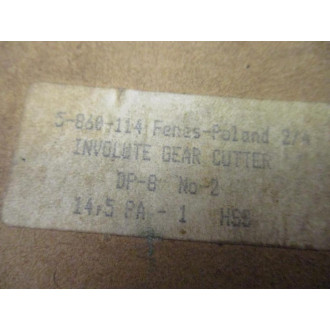 5-860-114 Fenes-Poland 2/4
INVOLUTE GEAR CUTTER
DP-8 No 2
14,5 PA - 1 HSS